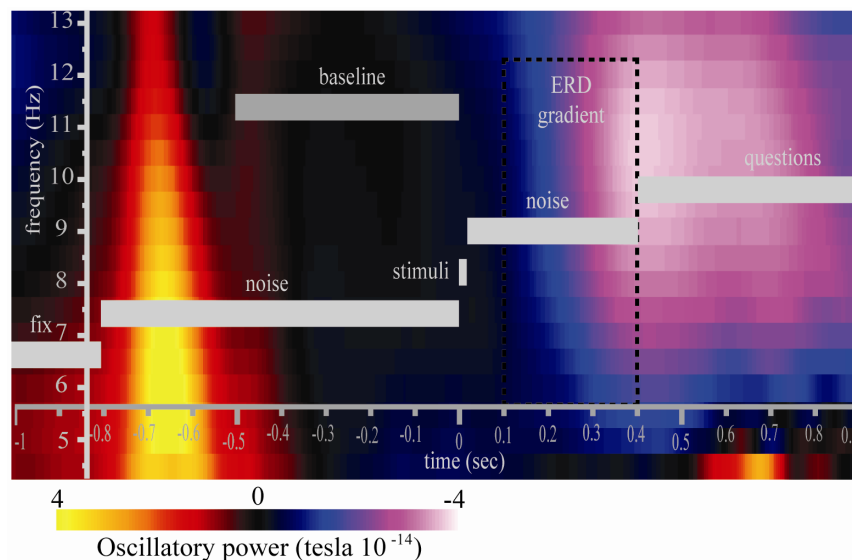 13
12
11
10
9
8
7
6
5
frequency (Hz)
baseline
ERD
gradient
questions
noise
stimuli
noise
fix
-1 -0.8 -0.7 -0.6 -0.5 -0.4 -0.3 -0.2 -0.1 0 0.1 0.2 0.3 0.4 0.5 0.6 0.7 0.8 0.9
time (sec)
4 0 -4
Oscillatory power (tesla 10 -14)